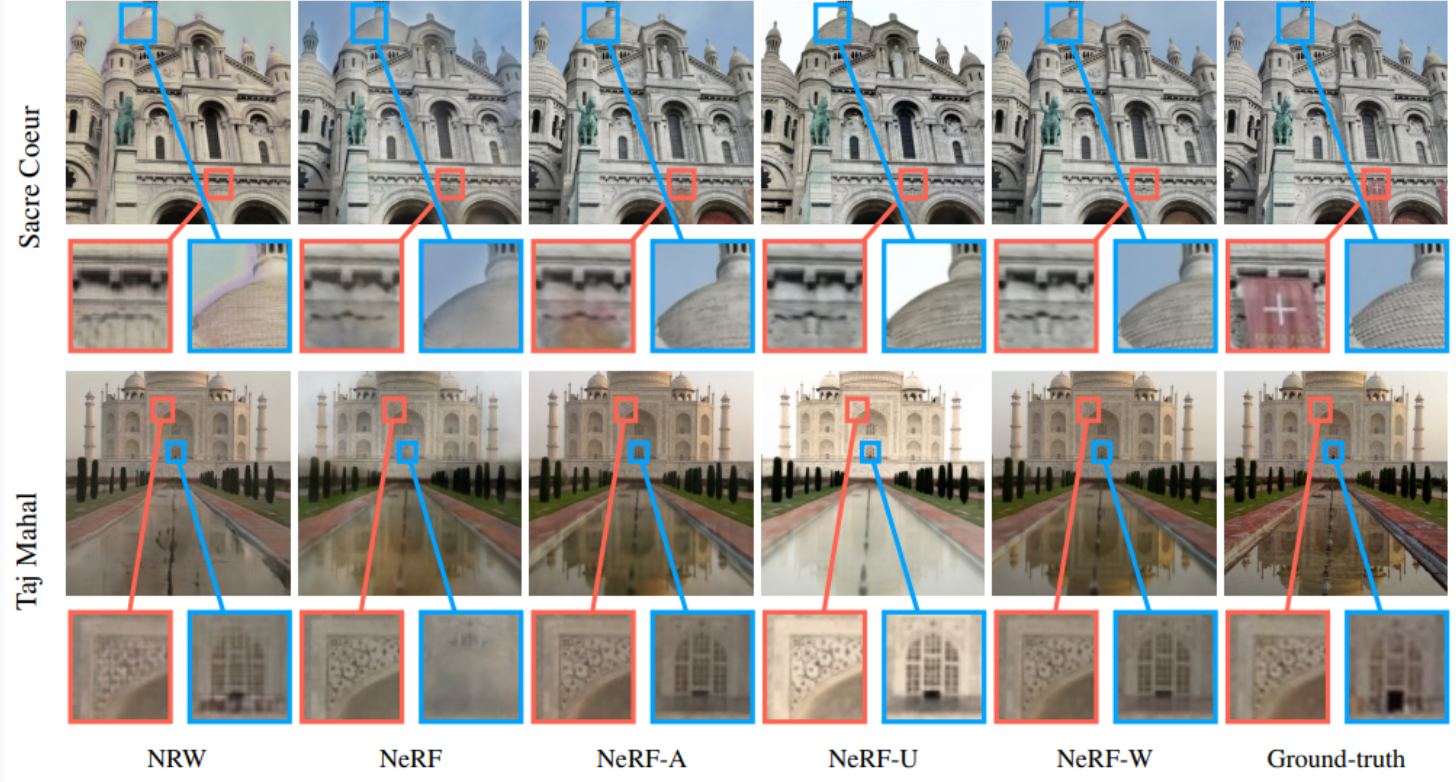 Sacre Coeur
Taj Mahal
NRW
NeRF
NeRF-A
NeRF-U
NeRF-W
Ground-truth